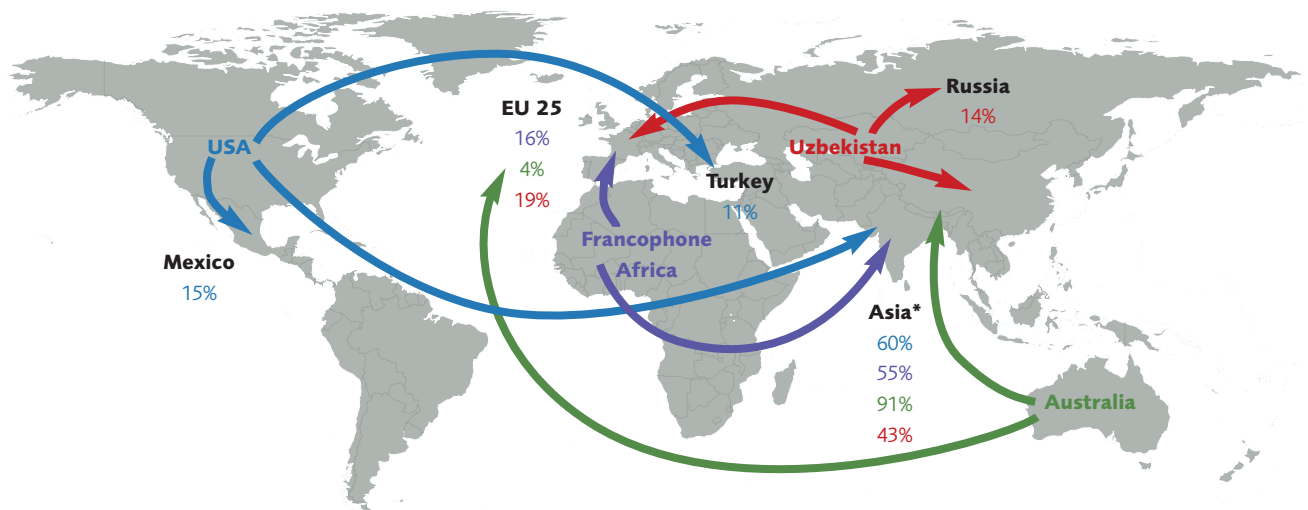 USA
Mexico
15%
EU 25
16%
4%
19%
Turkey
11%
Francophone
Africa
Uzbekistan
Russia
14%
Asia*
60%
55%
91%
43%
Australia